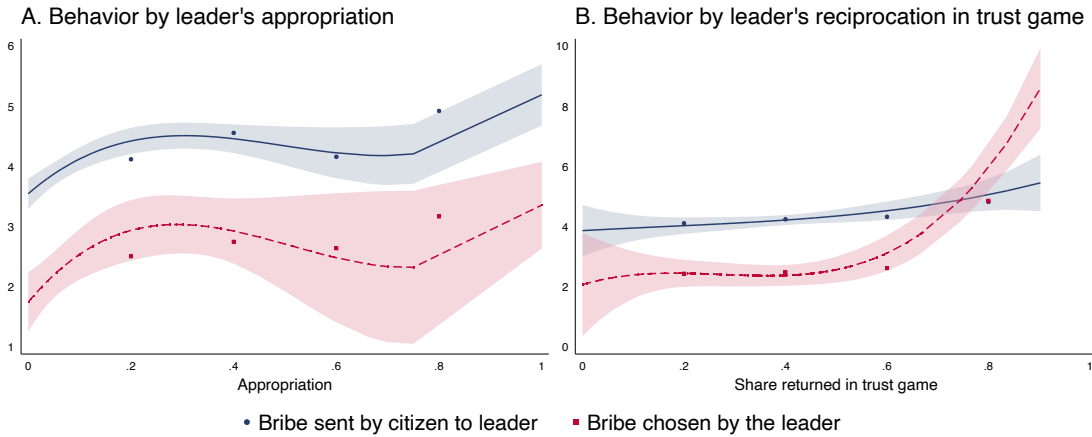 A. Behavior by leader's appropriation
6
5
4
3
2
1
0 .2 .4 .6 .8 1
Appropriation
B. Behavior by leader's reciprocation in trust game
10
8
6
4
2
0
0 .2 .4 .6 .8 1
Share returned in trust game
Bribe sent by citizen to leader Bribe chosen by the leader